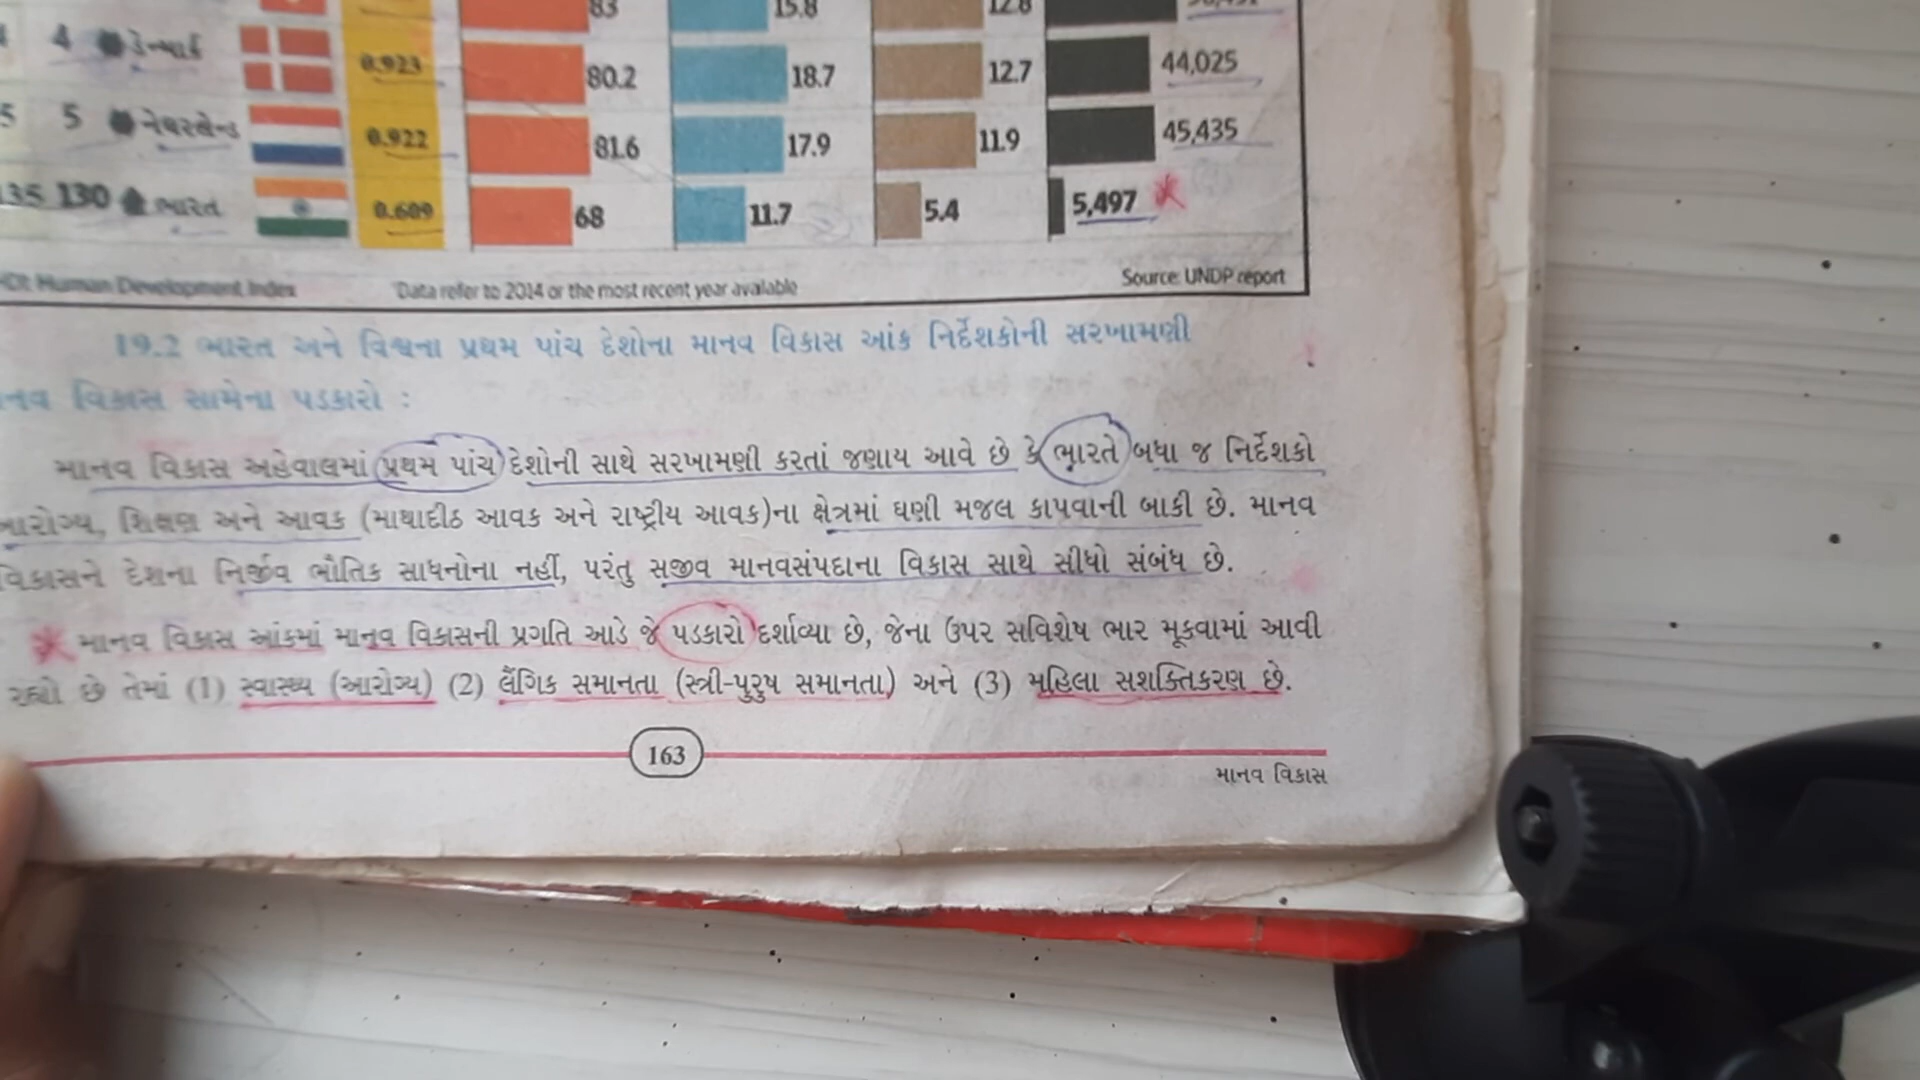 83 15.8 12.8
4 ડેન્માર્ક 0.923 80.2 18.7 12.7 44,025
5 5 નેધરલેન્ડ 0.922 81.6 17.9 11.9 45,435
135 130 ભારત 0.609 68 11.7 5.4 5,497
Human Development Index *Data refer to 2014 or the most recent year available Source: UNDP report
19.2 ભારત અને વિશ્વના પ્રથમ પાંચ દેશોના માનવ વિકાસ આંક નિર્દેશકોની સરખામણી
વિકાસ સામેના પડકારો :
માનવ વિકાસ અહેવાલમાં પ્રથમ પાંચ દેશોની સાથે સરખામણી કરતાં જણાય આવે છે કે ભારતે બધા જ નિર્દેશકો
આરોગ્ય, શિક્ષણ અને આવક (માથાદીઠ આવક અને રાષ્ટ્રીય આવક)ના ક્ષેત્રમાં ઘણી મજલ કાપવાની બાકી છે. માનવ
વિકાસને દેશના નિર્જીવ ભૌતિક સાધનોના નહીં, પરંતુ સજીવ માનવસંપદાના વિકાસ સાથે સીધો સંબંધ છે.
માનવ વિકાસ આંકમાં માનવ વિકાસની પ્રગતિ આડે જે પડકારો દર્શાવ્યા છે, જેના ઉપર સવિશેષ ભાર મૂકવામાં આવી
રહ્યો છે તેમાં (1) સ્વાસ્થ્ય (આરોગ્ય) (2) લૈંગિક સમાનતા (સ્ત્રી-પુરુષ સમાનતા) અને (3) મહિલા સશક્તિકરણ છે.
163
માનવ વિકાસ